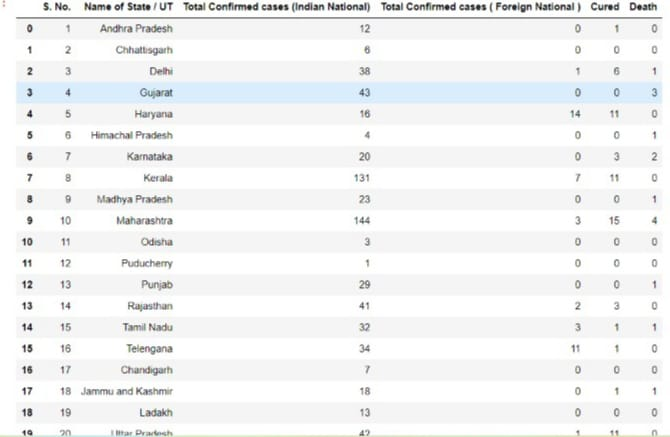 S. No. Name of State / UT Total Confirmed cases (Indian National) Total Confirmed cases ( Foreign National ) Cured Death
0 1 Andhra Pradesh 12 0 1 0
1 2 Chhattisgarh 6 0 0 0
2 3 Delhi 38 1 6 1
3 4 Gujarat 43 0 0 3
4 5 Haryana 16 14 11 0
5 6 Himachal Pradesh 4 0 0 1
6 7 Karnataka 20 0 3 2
7 8 Kerala 131 7 11 0
8 9 Madhya Pradesh 23 0 0 1
9 10 Maharashtra 144 3 15 4
10 11 Odisha 3 0 0 0
11 12 Puducherry 1 0 0 0
12 13 Punjab 29 0 0 1
13 14 Rajasthan 41 2 3 0
14 15 Tamil Nadu 32 3 1 1
15 16 Telengana 34 11 1 0
16 17 Chandigarh 7 0 0 0
17 18 Jammu and Kashmir 18 0 1 1
18 19 Ladakh 13 0 0 0
19 20 Uttar Pradesh 42 1 11 0